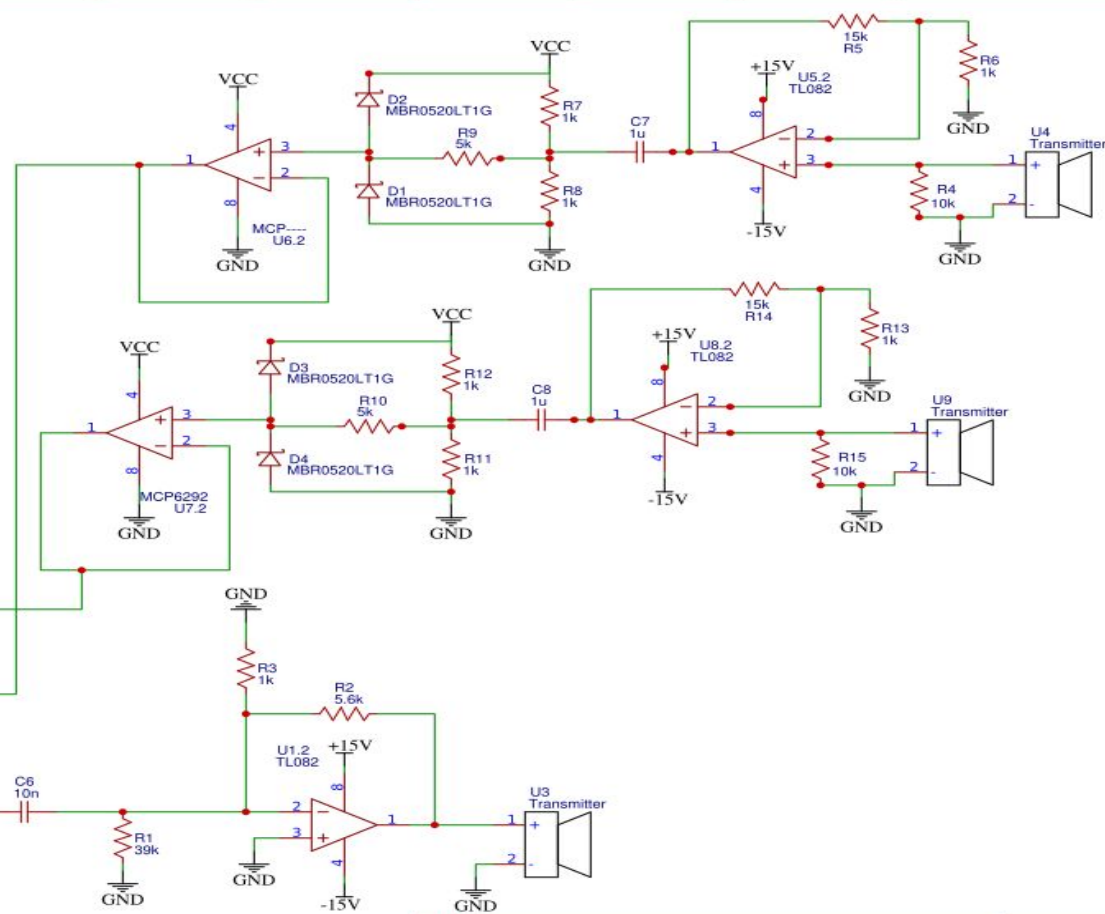 15k
R5
R6
1k
VCC
VCC
+15V
U5.2
TL082
D2
MBR0520LT1G
R7
1k
C7
1u
8
4
3
1
2
8
R9
5k
2
1
3
4
GND
U4
Transmitter
1
+
2
-
R4
10k
D1
MBR0520LT1G
R8
1k
MCP----
U6.2
GND
GND
-15V
GND
15k
R14
VCC
VCC
+15V
U8.2
TL082
R13
1k
D3
MBR0520LT1G
R12
1k
C8
1u
8
GND
U9
Transmitter
4
3
1
2
8
R10
5k
2
1
3
4
1
+
2
-
R15
10k
D4
MBR0520LT1G
R11
1k
MCP6292
U7.2
GND
GND
-15V
GND
GND
R3
1k
R2
5.6k
U1.2
TL082
+15V
C6
10n
8
2
3
1
4
U3
Transmitter
1
+
2
-
R1
39k
GND
GND
-15V
GND